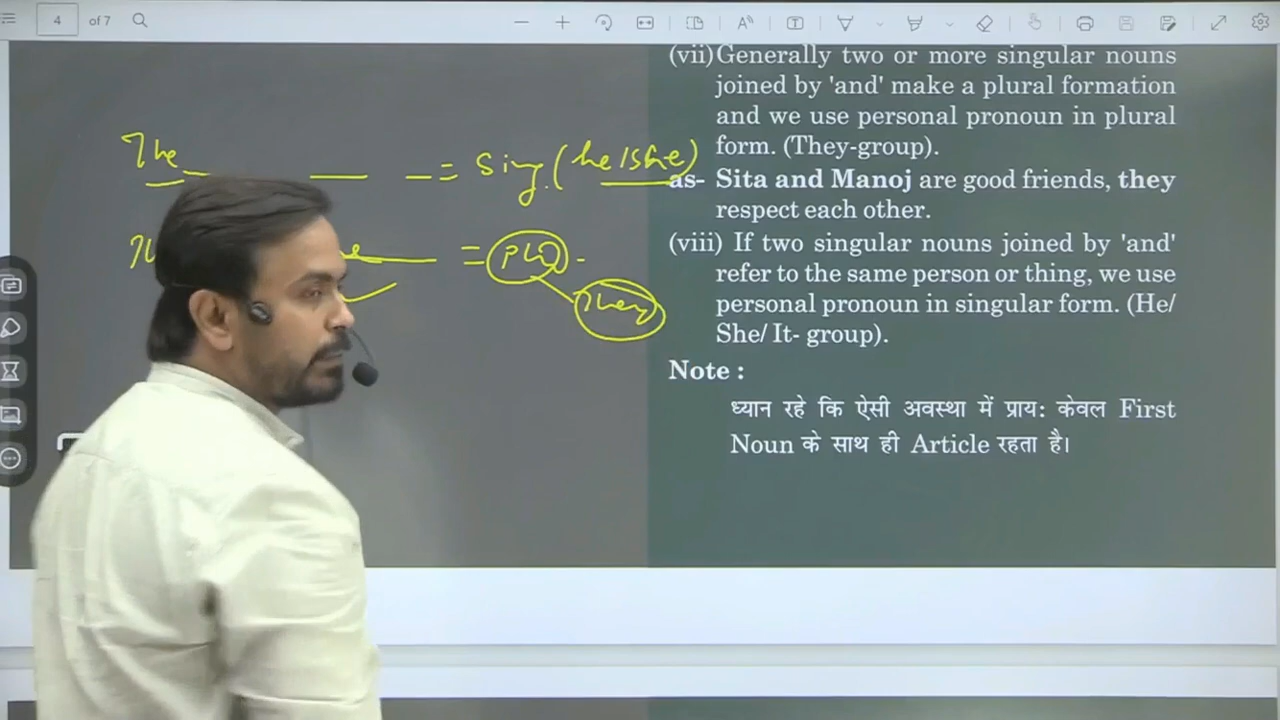 4 of 7
(vii) Generally two or more singular nouns
joined by 'and' make a plural formation
and we use personal pronoun in plural
form. (They-group).
as- Sita and Manoj are good friends, they
respect each other.
(viii) If two singular nouns joined by 'and'
refer to the same person or thing, we use
personal pronoun in singular form. (He/
She/ It- group).
Note :
ध्यान रहे कि ऐसी अवस्था में प्राय: केवल First
Noun के साथ ही Article रहता है।
The = Sing. (he/she)
= Plu
They